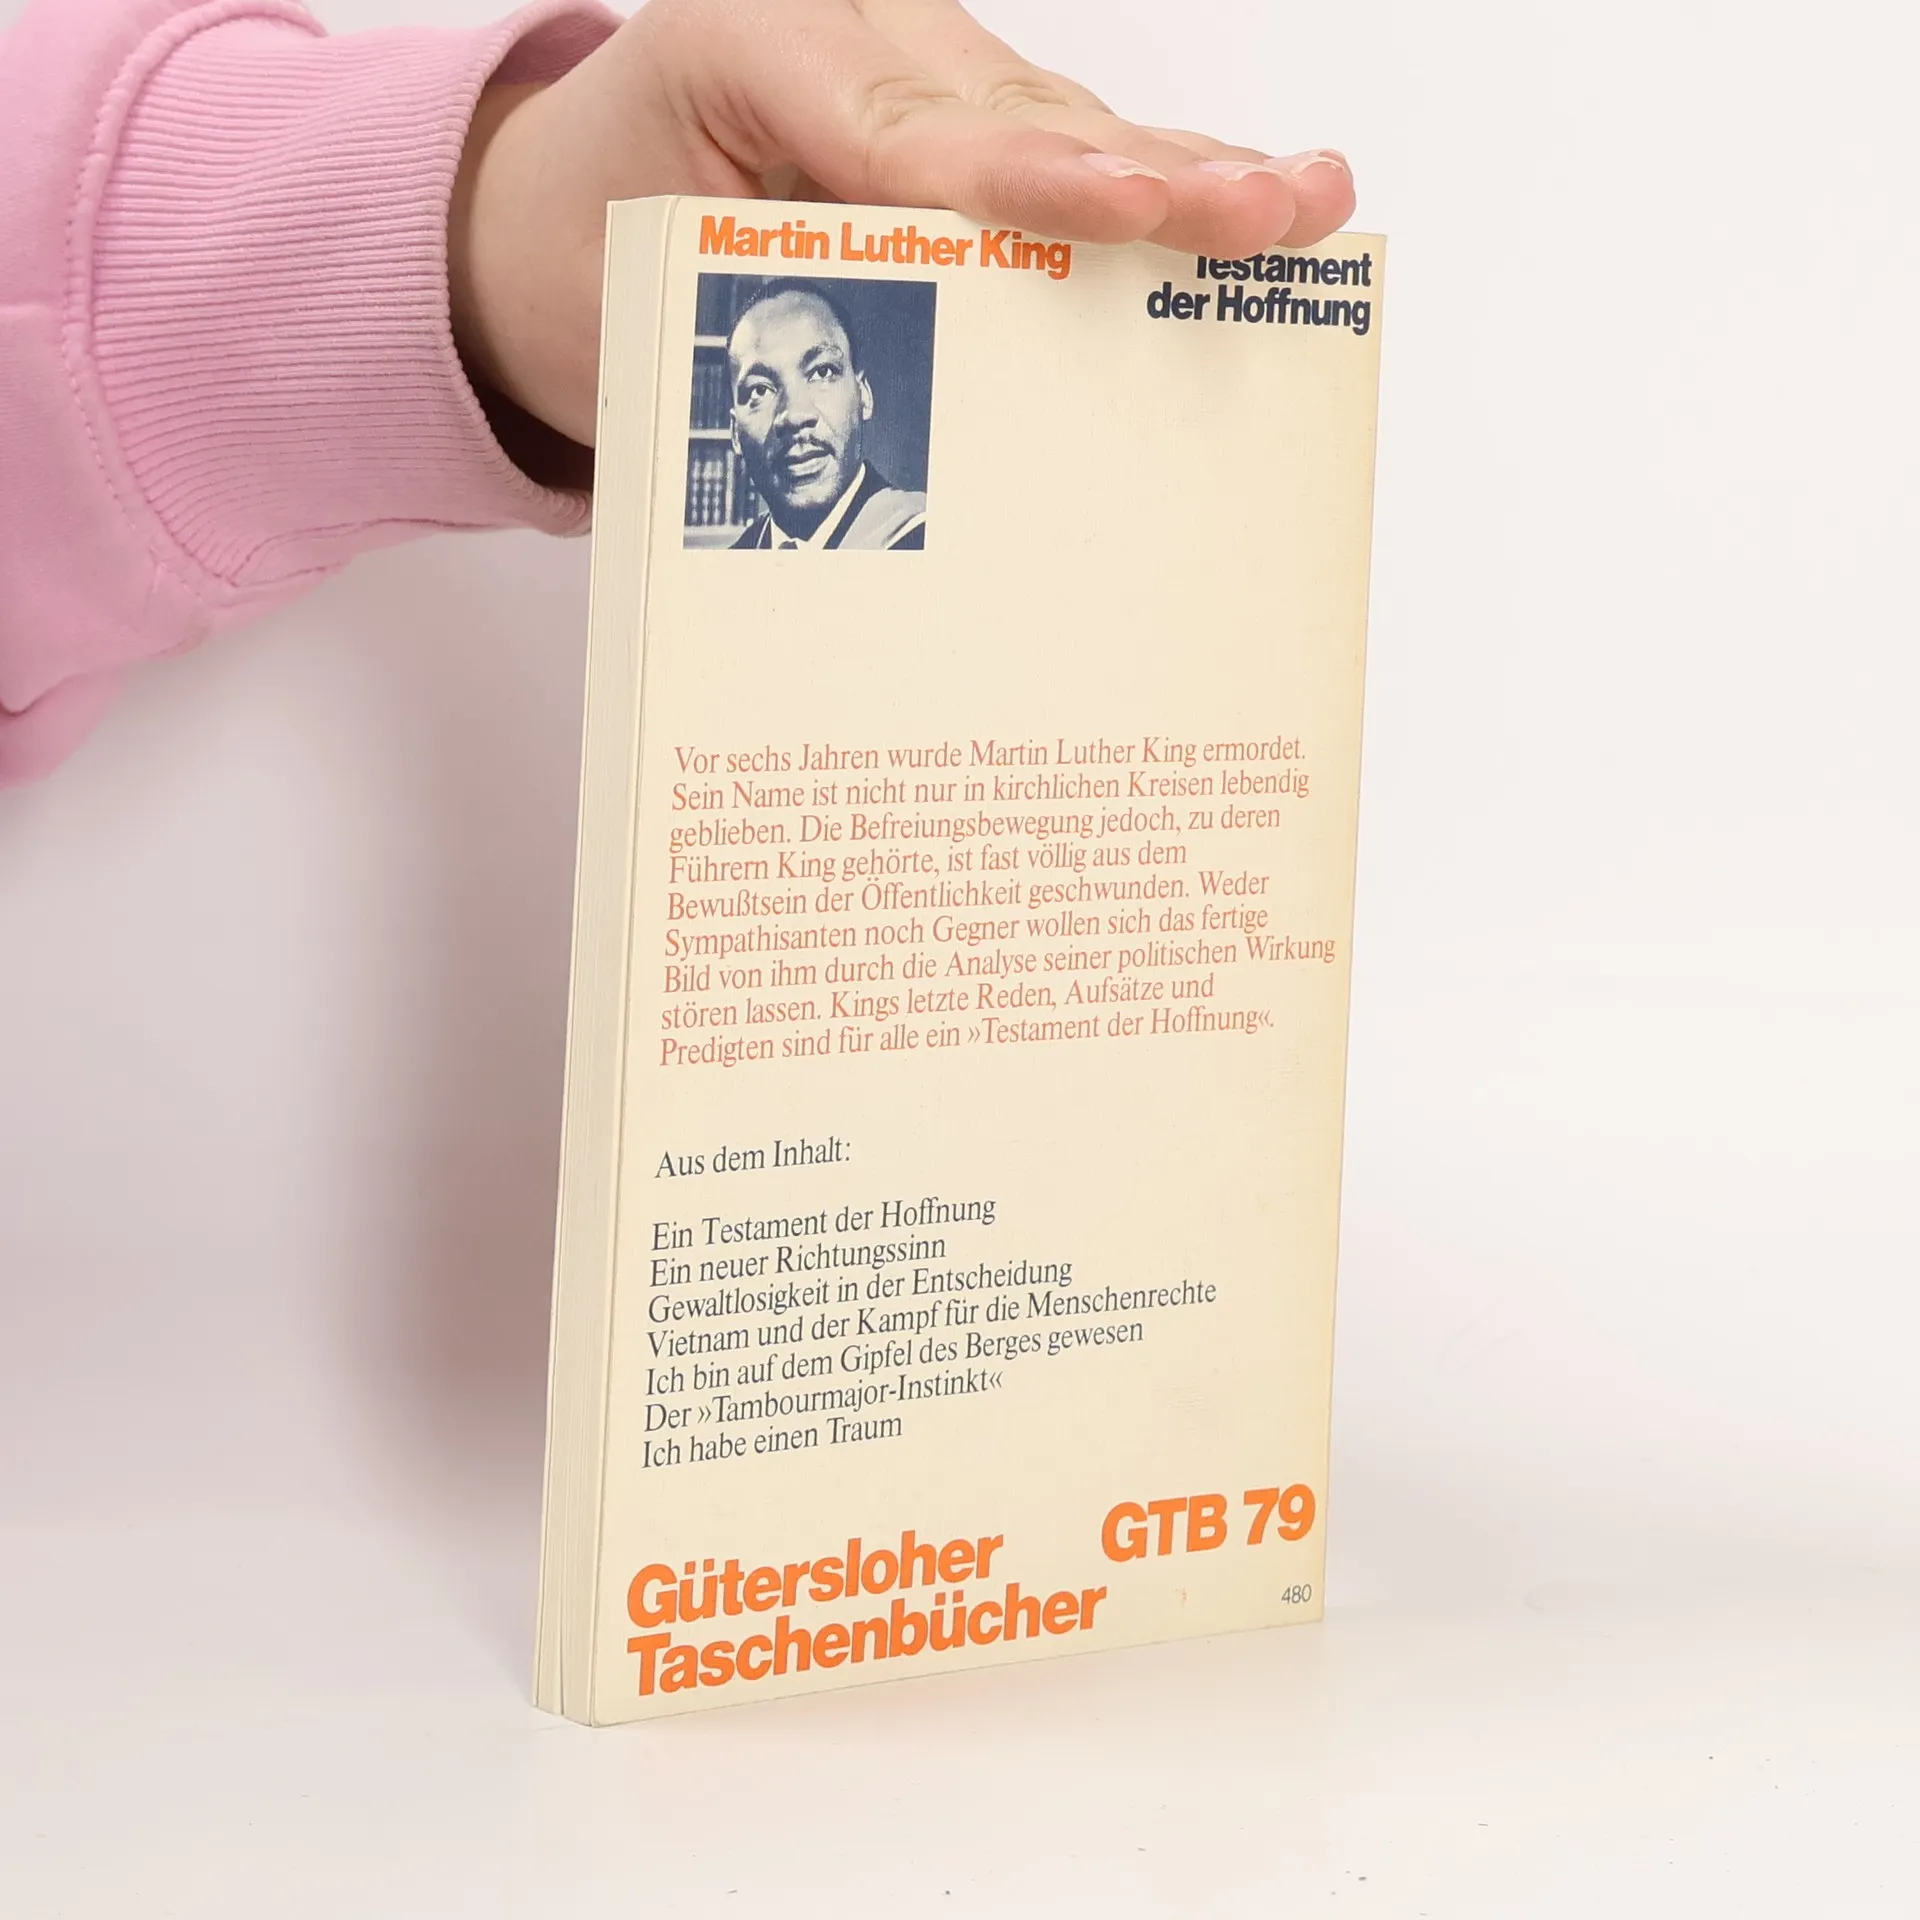 Martin Luther King
Testament
der Hoffnung
Vor sechs Jahren wurde Martin Luther King ermordet.
Sein Name ist nicht nur in kirchlichen Kreisen lebendig
geblieben. Die Befreiungsbewegung jedoch, zu deren
Führern King gehörte, ist fast völlig aus dem
Bewußtsein der Öffentlichkeit geschwunden. Weder
Sympathisanten noch Gegner wollen sich das fertige
Bild von ihm durch die Analyse seiner politischen Wirkung
stören lassen. Kings letzte Reden, Aufsätze und
Predigten sind für alle ein »Testament der Hoffnung«.
Aus dem Inhalt:
Ein Testament der Hoffnung
Ein neuer Richtungssinn
Gewaltlosigkeit in der Entscheidung
Vietnam und der Kampf für die Menschenrechte
Ich bin auf dem Gipfel des Berges gewesen
Der »Tambourmajor-Instinkt«
Ich habe einen Traum
Gütersloher
Taschenbücher
GTB 79
480